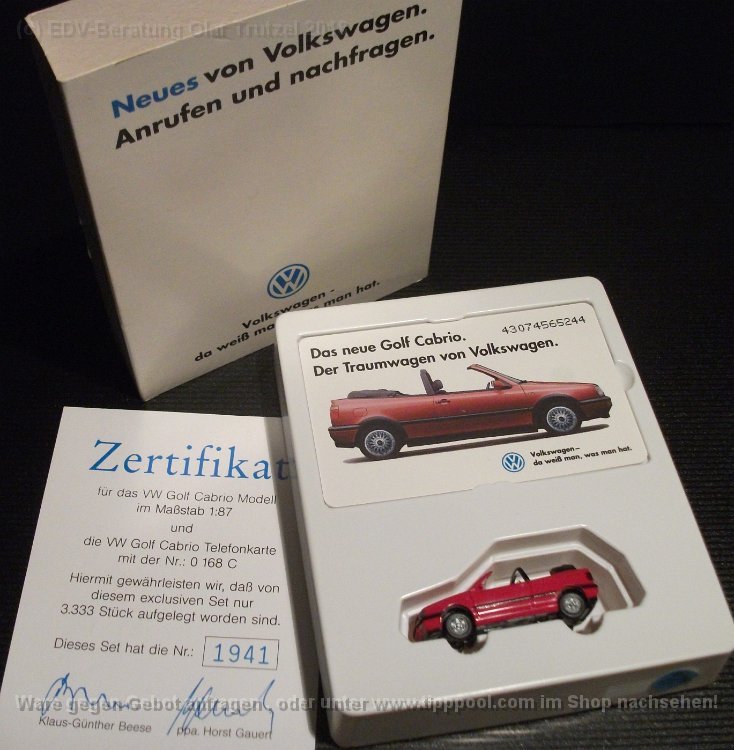 (c) EDV-Beratung Olaf Trutzel
Neues von Volkswagen.
Anrufen und nachfragen.
Volkswagen -
da weiß man, was man hat.
Das neue Golf Cabrio.
43074565244
Der Traumwagen von Volkswagen.
Volkswagen –
da weiß man, was man hat.
Zertifikat
für das VW Golf Cabrio Modell
im Maßstab 1:87
und
die VW Golf Cabrio Telefonkarte
mit der Nr.: 0 168 C
Hiermit gewährleisten wir, daß von
diesem exclusiven Set nur
3.333 Stück aufgelegt worden sind.
Dieses Set hat die Nr.: 1941
Ware gegen Gebot anfragen , oder unter www.tipppool.com im Shop nachsehen!
Klaus-Günther Beese ppa. Horst Gauert